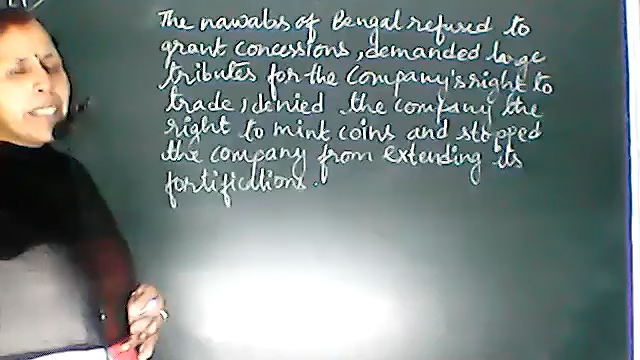 The nawabs of Bengal refused to
grant concessions, demanded large
tributes for the Company's right to
trade, denied the company the
right to mint coins and stopped
the company from extending its
fortifications.